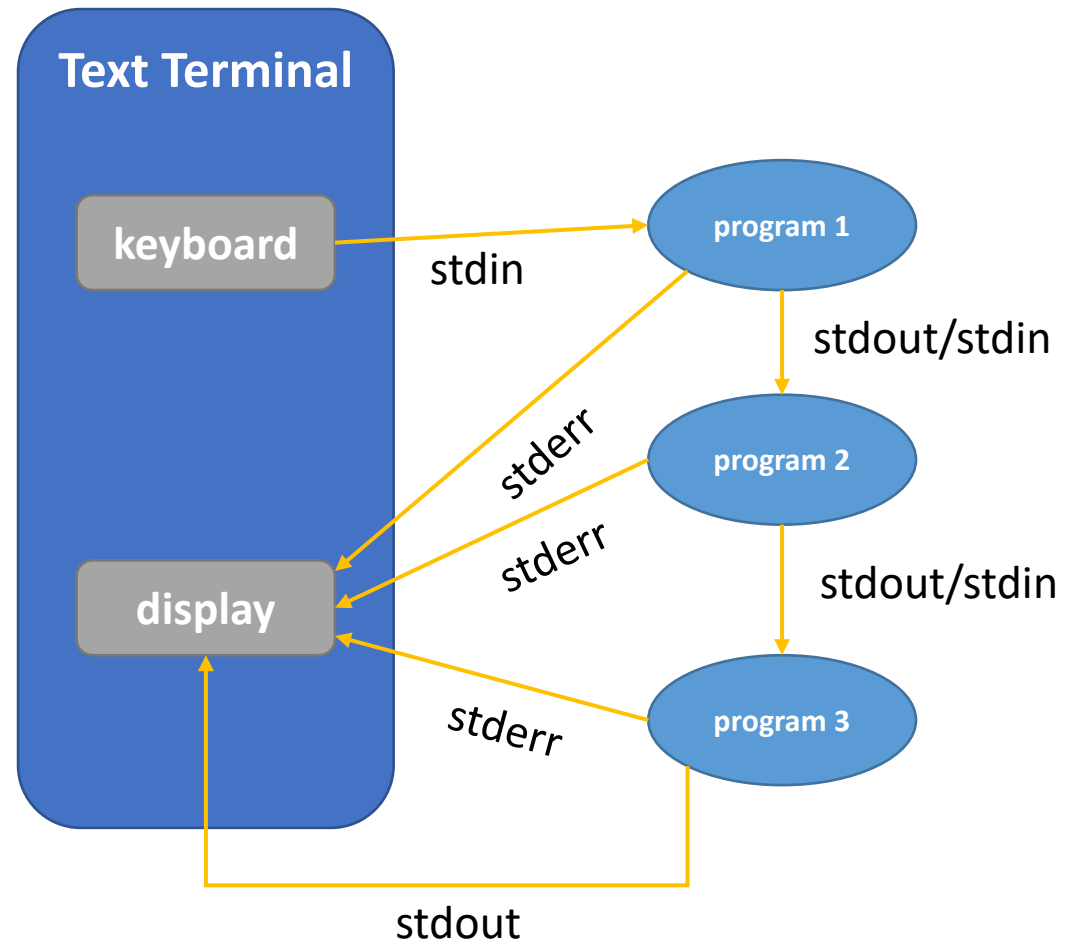 Text Terminal
keyboard
stdin
program 1
stdout/stdin
stderr
program 2
stderr
stdout/stdin
display
stderr
program 3
stdout